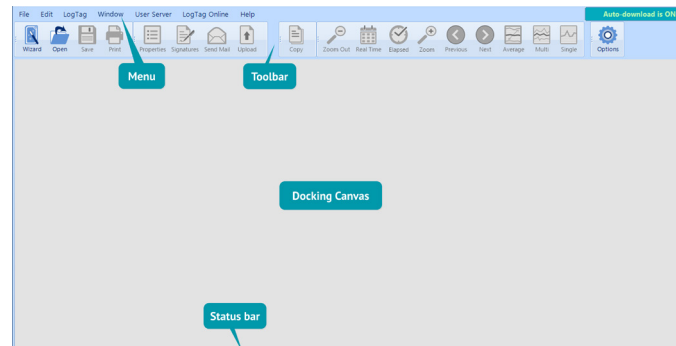 File Edit LogTag Window User Server LogTag Online Help Auto-download is ON
Wizard Open Save Print Properties Signatures Send Mail Upload Copy Zoom Out Real Time Elapsed Zoom Previous Next Average Multi Single Options
Menu Toolbar
Docking Canvas
Status bar